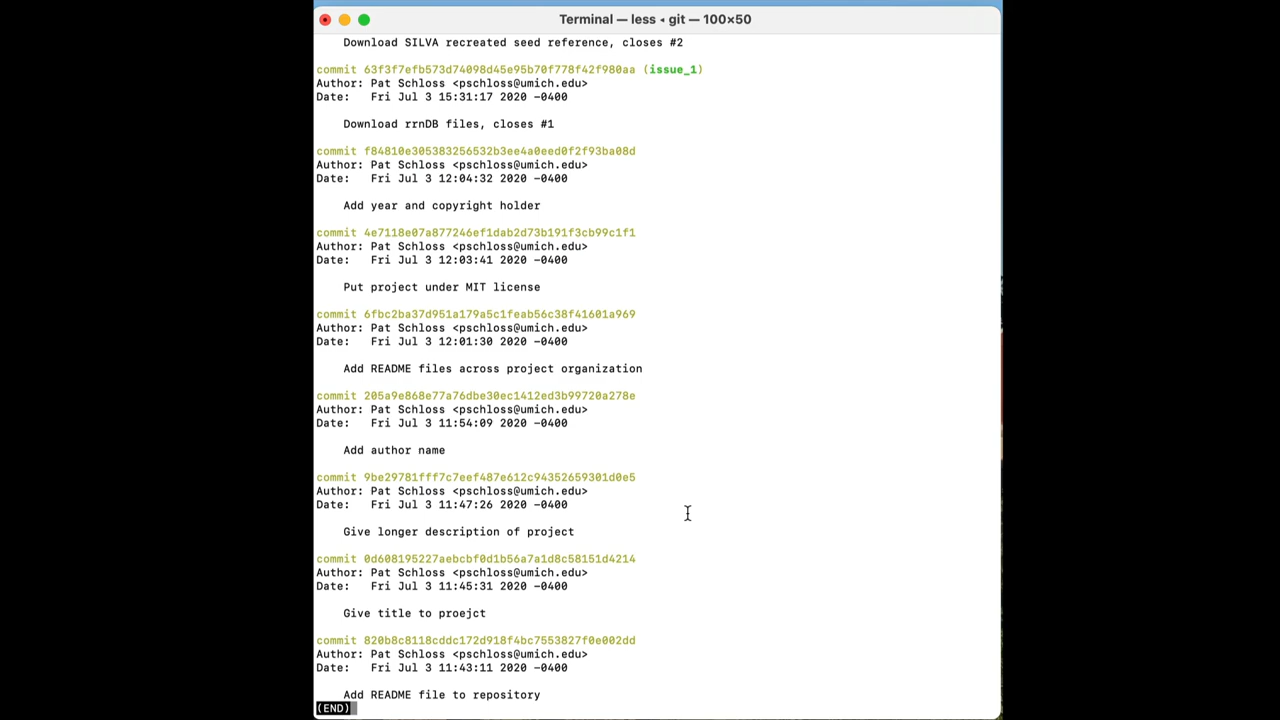 Terminal — less ◂ git — 100×50
Download SILVA recreated seed reference, closes #2
commit 63f3f7efb573d74098d45e95b70f778f42f980aa (issue_1)
Author: Pat Schloss <pschloss@umich.edu>
Date:   Fri Jul 3 15:31:17 2020 -0400
Download rrnDB files, closes #1
commit f84810e305383256532b3ee4a0eed0f2f93ba08d
Author: Pat Schloss <pschloss@umich.edu>
Date:   Fri Jul 3 12:04:32 2020 -0400
Add year and copyright holder
commit 4e7118e07a877246ef1dab2d73b191f3cb99c1f1
Author: Pat Schloss <pschloss@umich.edu>
Date:   Fri Jul 3 12:03:41 2020 -0400
Put project under MIT license
commit 6fbc2ba37d951a179a5c1feab56c38f41601a969
Author: Pat Schloss <pschloss@umich.edu>
Date:   Fri Jul 3 12:01:30 2020 -0400
Add README files across project organization
commit 205a9e868e77a76dbe30ec1412ed3b99720a278e
Author: Pat Schloss <pschloss@umich.edu>
Date:   Fri Jul 3 11:54:09 2020 -0400
Add author name
commit 9be29781fff7c7eef487e612c94352659301d0e5
Author: Pat Schloss <pschloss@umich.edu>
Date:   Fri Jul 3 11:47:26 2020 -0400
Give longer description of project
commit 0d608195227aebcbf0d1b56a7a1d8c58151d4214
Author: Pat Schloss <pschloss@umich.edu>
Date:   Fri Jul 3 11:45:31 2020 -0400
Give title to proejct
commit 820b8c8118cddc172d918f4bc7553827f0e002dd
Author: Pat Schloss <pschloss@umich.edu>
Date:   Fri Jul 3 11:43:11 2020 -0400
Add README file to repository
(END)